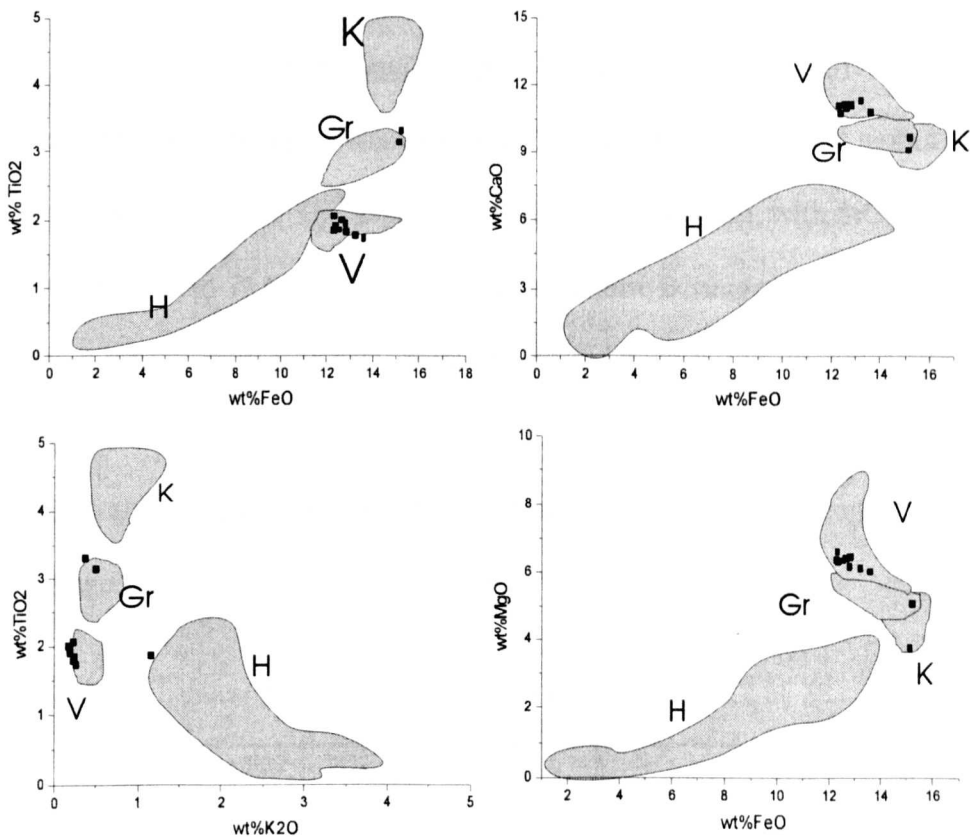 5
4
3
2
1
0
wt% TiO2
K
Gr
V
H
0 2 4 6 8 10 12 14 16 18
wt%FeO
15
12
9
6
3
0
wt%CaO
V
Gr
K
H
0 2 4 6 8 10 12 14 16
wt%FeO
5
4
3
2
1
0
wt%TiO2
K
Gr
V
H
0 1 2 3 4 5
wt%K2O
10
8
6
4
2
0
wt%MgO
V
Gr
K
H
2 4 6 8 10 12 14 16
wt%FeO